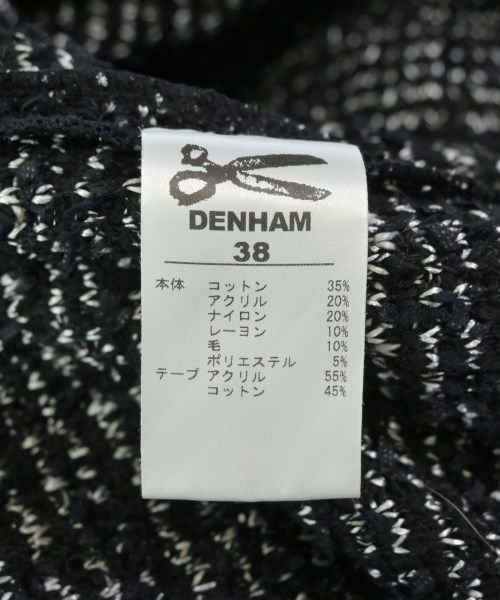 DENHAM
38
本体 コットン 35%
アクリル 20%
ナイロン 20%
レーヨン 10%
毛 10%
ポリエステル 5%
テープ アクリル 55%
コットン 45%